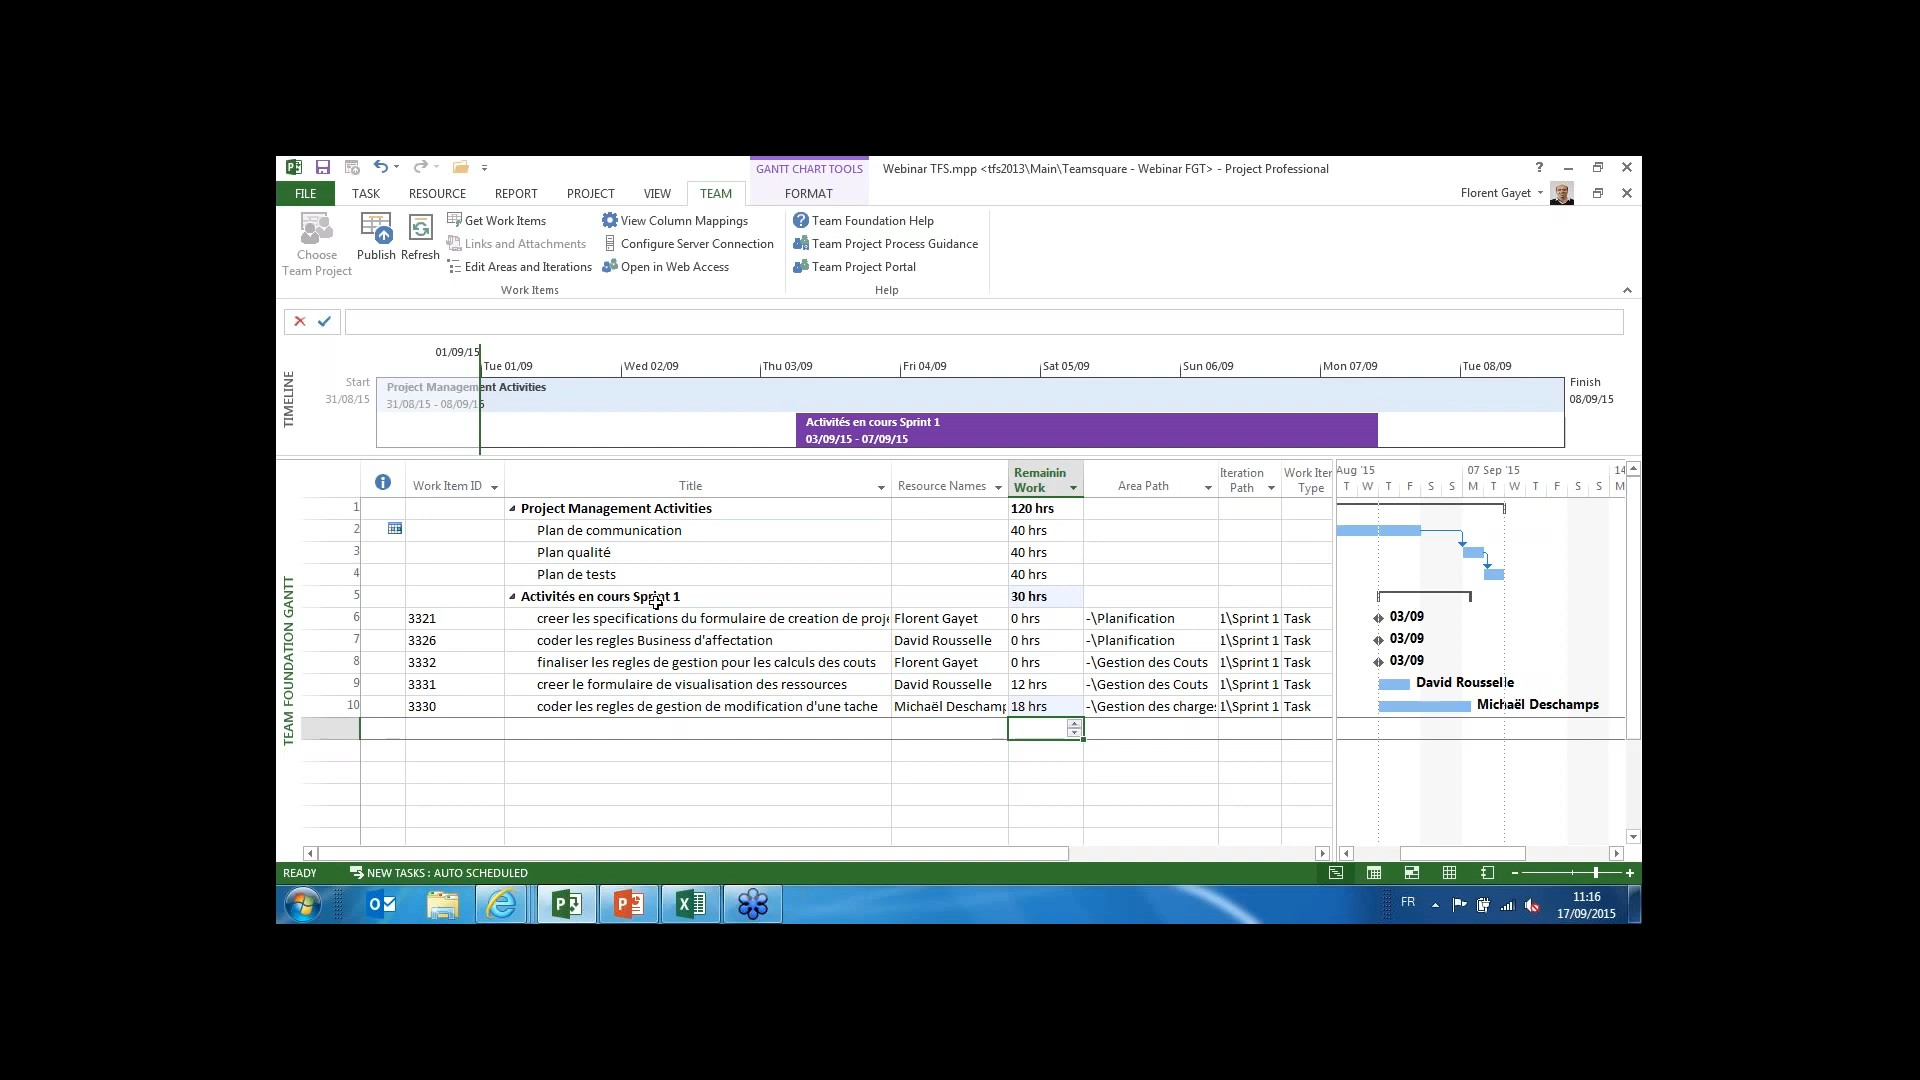 GANTT CHART TOOLS
Webinar TFS.mpp <tfs2013\Main\Teamsquare - Webinar FGT> - Project Professional
FILE TASK RESOURCE REPORT PROJECT VIEW TEAM FORMAT
Florent Gayet
Choose Team Project
Publish
Refresh
Get Work Items
Links and Attachments
Edit Areas and Iterations
Work Items
View Column Mappings
Configure Server Connection
Open in Web Access
Team Foundation Help
Team Project Process Guidance
Team Project Portal
Help
TIMELINE
01/09/15
Tue 01/09 Wed 02/09 Thu 03/09 Fri 04/09 Sat 05/09 Sun 06/09 Mon 07/09 Tue 08/09
Start
31/08/15
Project Management Activities
31/08/15 - 08/09/15
Activités en cours Sprint 1
03/09/15 - 07/09/15
Finish
08/09/15
TEAM FOUNDATION GANTT
Work Item ID Title Resource Names Remainin Work Area Path Iteration Path Work Iter Type
Aug '15 07 Sep '15 14
T W T F S S M T W T F S S M
1 Project Management Activities 120 hrs
2 Plan de communication 40 hrs
3 Plan qualité 40 hrs
4 Plan de tests 40 hrs
5 Activités en cours Sprint 1 30 hrs
6 3321 creer les specifications du formulaire de creation de proje Florent Gayet 0 hrs -\Planification 1\Sprint 1 Task 03/09
7 3326 coder les regles Business d'affectation David Rousselle 0 hrs -\Planification 1\Sprint 1 Task 03/09
8 3332 finaliser les regles de gestion pour les calculs des couts Florent Gayet 0 hrs -\Gestion des Couts 1\Sprint 1 Task 03/09
9 3331 creer le formulaire de visualisation des ressources David Rousselle 12 hrs -\Gestion des Couts 1\Sprint 1 Task David Rousselle
10 3330 coder les regles de gestion de modification d'une tache Michaël Deschamp 18 hrs -\Gestion des charge: 1\Sprint 1 Task Michaël Deschamps
READY NEW TASKS : AUTO SCHEDULED
FR
11:16
17/09/2015